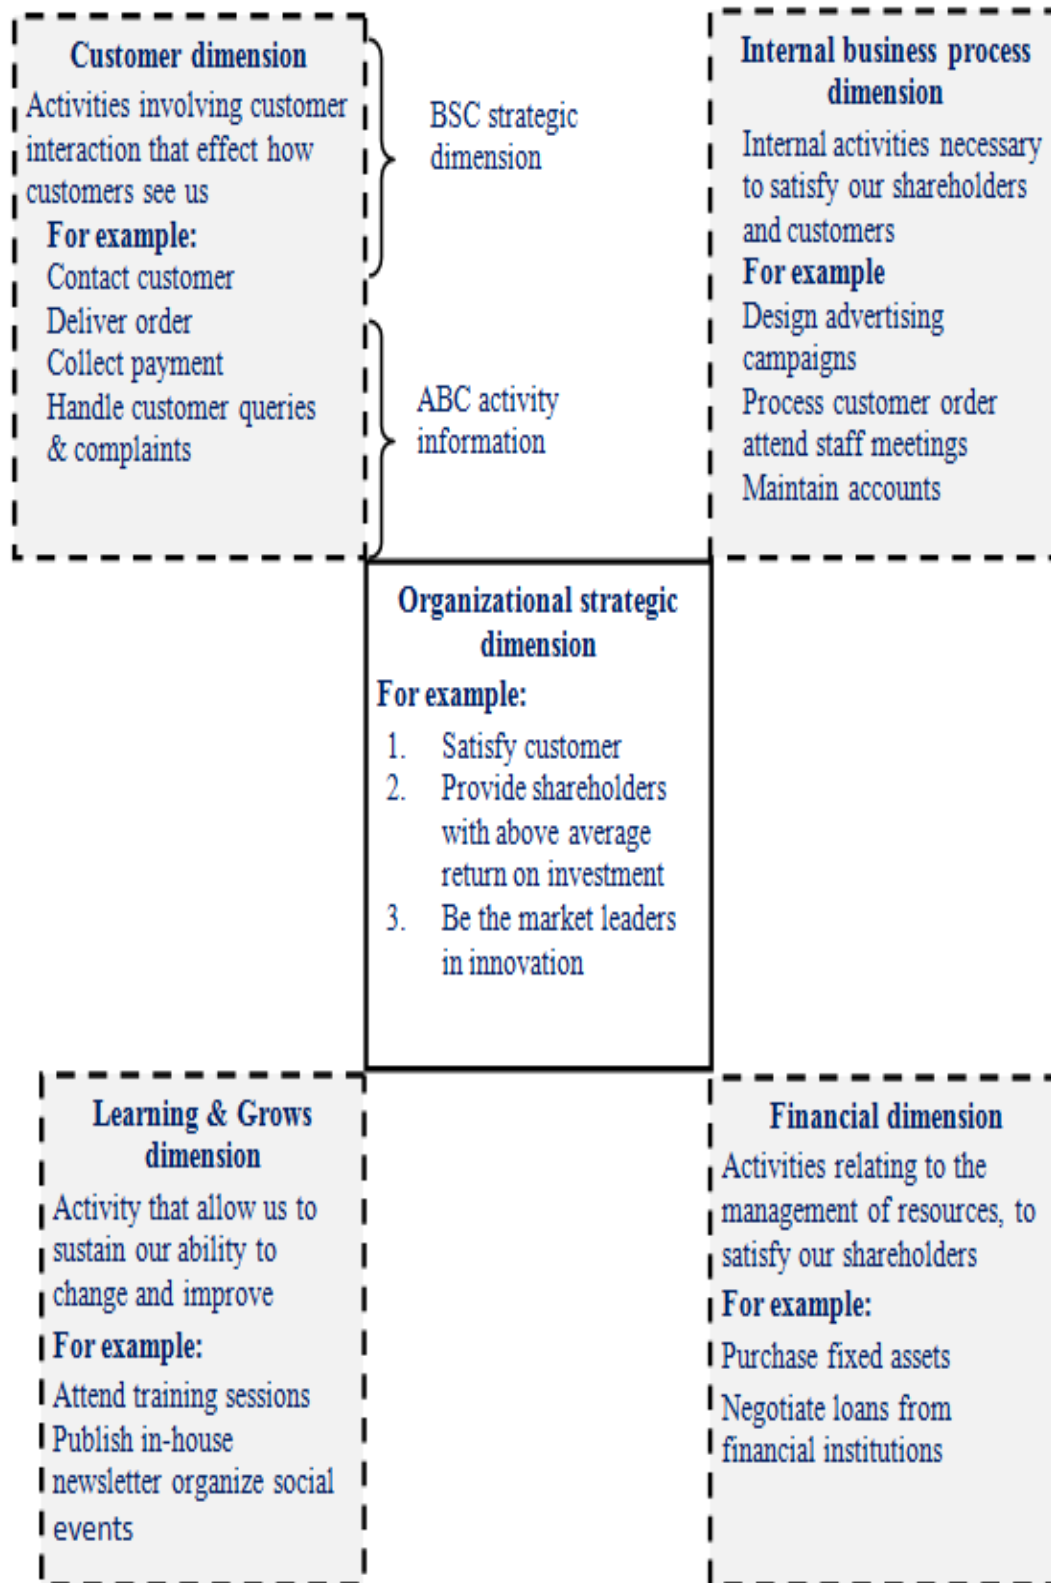 Customer dimension
Activities involving customer
interaction that effect how
customers see us
For example:
Contact customer
Deliver order
Collect payment
Handle customer queries
& complaints
BSC strategic
dimension
ABC activity
information
Internal business process
dimension
Internal activities necessary
to satisfy our shareholders
and customers
For example
Design advertising
campaigns
Process customer order
attend staff meetings
Maintain accounts
Organizational strategic
dimension
For example:
1. Satisfy customer
2. Provide shareholders
with above average
return on investment
3. Be the market leaders
in innovation
Learning & Grows
dimension
Activity that allow us to
sustain our ability to
change and improve
For example:
Attend training sessions
Publish in-house
newsletter organize social
events
Financial dimension
Activities relating to the
management of resources, to
satisfy our shareholders
For example:
Purchase fixed assets
Negotiate loans from
financial institutions